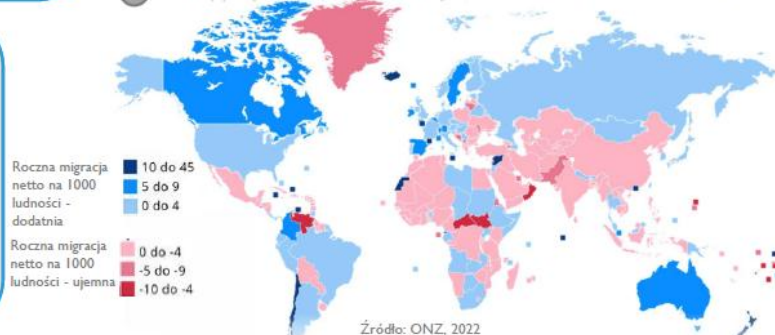 Roczna migracja
netto na 1000
ludności -
dodatnia
10 do 45
5 do 9
0 do 4
Roczna migracja
netto na 1000
ludności - ujemna
0 do -4
-5 do -9
-10 do -4
Źródło: ONZ, 2022